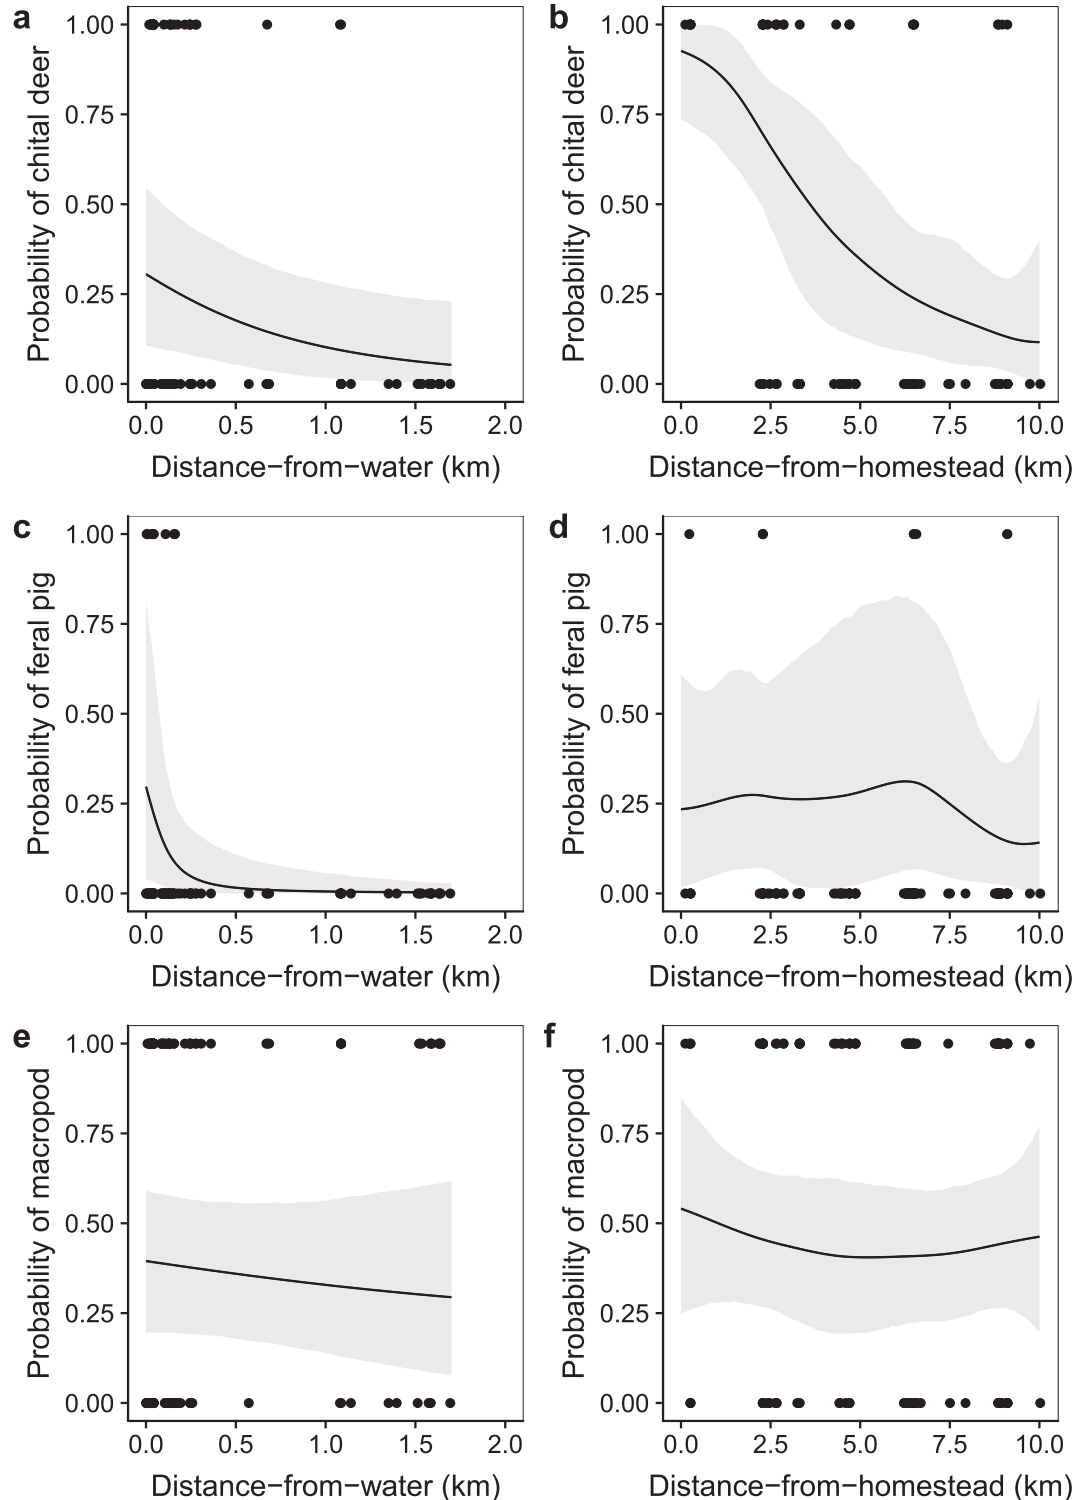 a
b
Probability of chital deer
1.00
0.75
0.50
0.25
0.00
0.0 0.5 1.0 1.5 2.0
Distance−from−water (km)
Probability of chital deer
1.00
0.75
0.50
0.25
0.00
0.0 2.5 5.0 7.5 10.0
Distance−from−homestead (km)
c
d
Probability of feral pig
1.00
0.75
0.50
0.25
0.00
0.0 0.5 1.0 1.5 2.0
Distance−from−water (km)
Probability of feral pig
1.00
0.75
0.50
0.25
0.00
0.0 2.5 5.0 7.5 10.0
Distance−from−homestead (km)
e
f
Probability of macropod
1.00
0.75
0.50
0.25
0.00
0.0 0.5 1.0 1.5 2.0
Distance−from−water (km)
Probability of macropod
1.00
0.75
0.50
0.25
0.00
0.0 2.5 5.0 7.5 10.0
Distance−from−homestead (km)